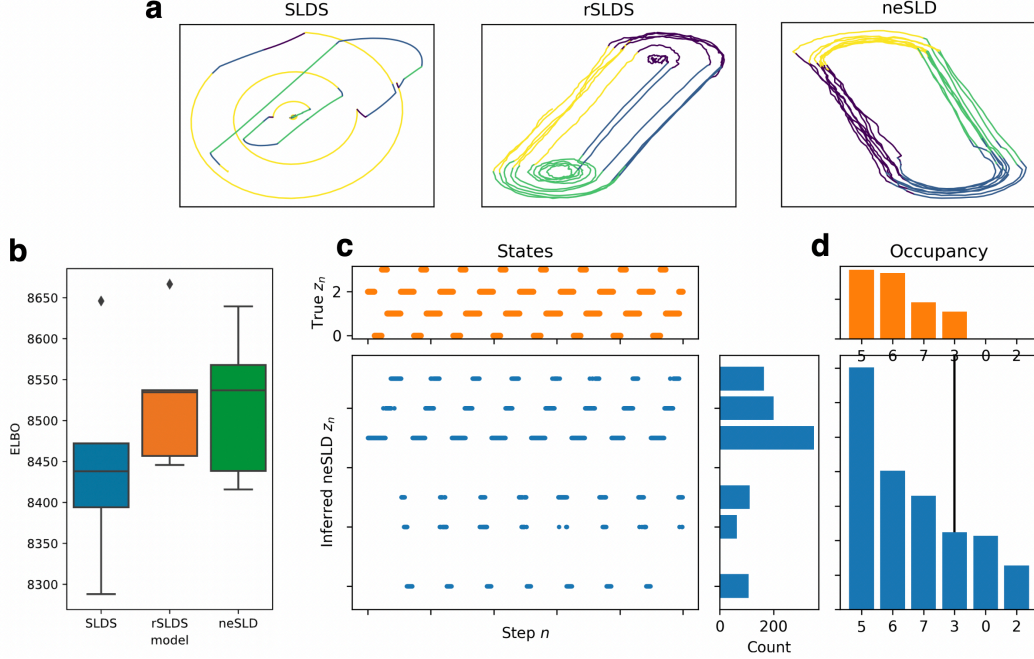 a
SLDS
rSLDS
neSLD
b
8650
8600
8550
8500
8450
8400
8350
8300
ELBO
SLDS
rSLDS
neSLD
model
c
States
2
0
True zn
Inferred neSLD zn
Step n
0
200
Count
d
Occupancy
5 6 7 3 0 2
5 6 7 3 0 2